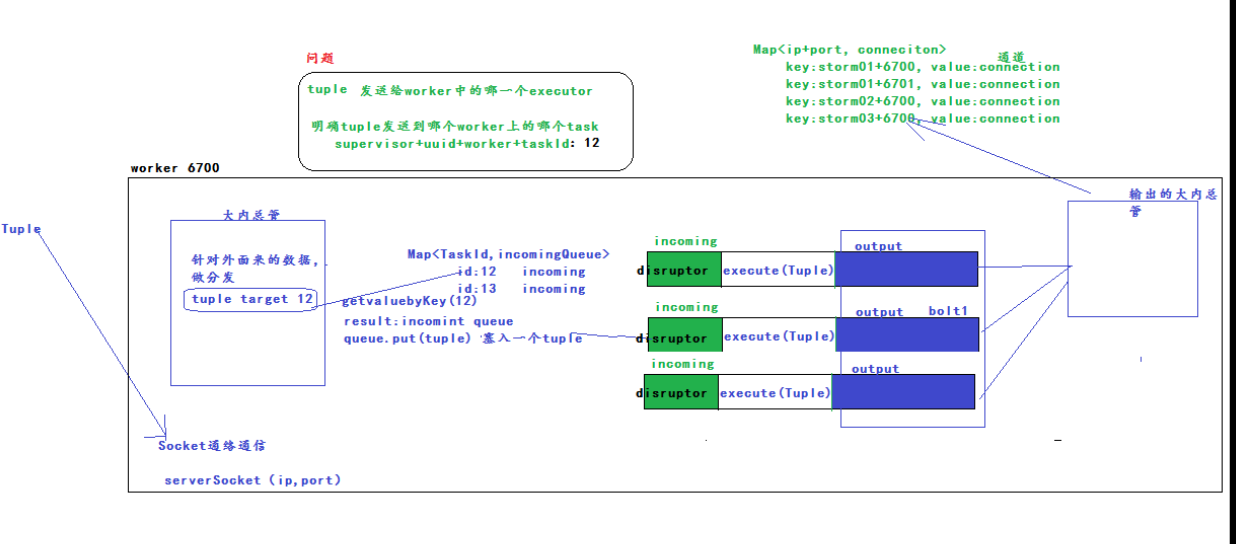 问题
tuple 发送给worker中的哪一个executor
明确tuple发送到哪个worker上的哪个task
supervisor+uuid+worker+taskId: 12
Map<ip+port, conneciton>
通道
key:storm01+6700, value:connection
key:storm01+6701, value:connection
key:storm02+6700, value:connection
key:storm03+6700, value:connection
worker 6700
Tuple
大内总管
针对外面来的数据,
做分发
tuple target 12
Map<TaskId,incomingQueue>
id:12 incoming
id:13 incoming
getvaluebyKey(12)
result:incomint queue
queue.put(tuple) 塞入一个tuple
incoming
output
disruptor
execute(Tuple)
incoming
output bolt1
disruptor
execute(Tuple)
incoming
output
disruptor
execute(Tuple)
输出的大内总
管
Socket通络通信
serverSocket (ip,port)